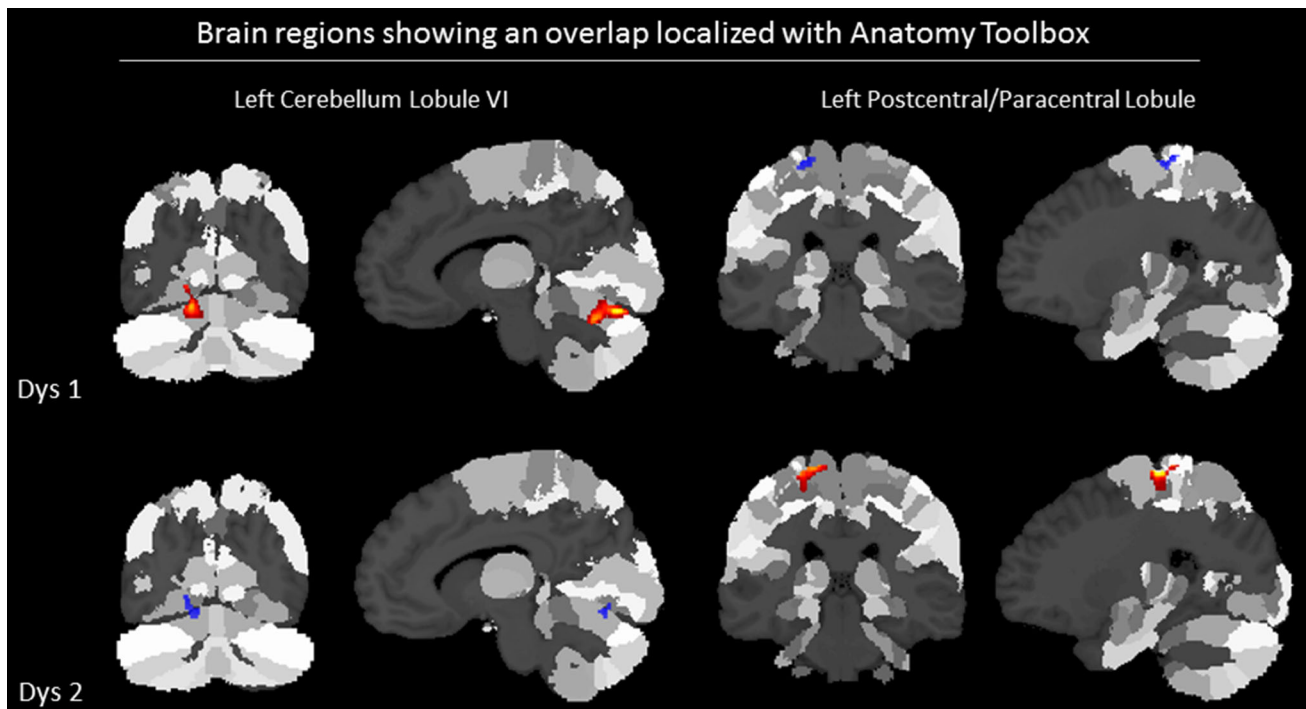 Brain regions showing an overlap localized with Anatomy Toolbox
Left Cerebellum Lobule VI
Left Postcentral/Paracentral Lobule
Dys 1
Dys 2